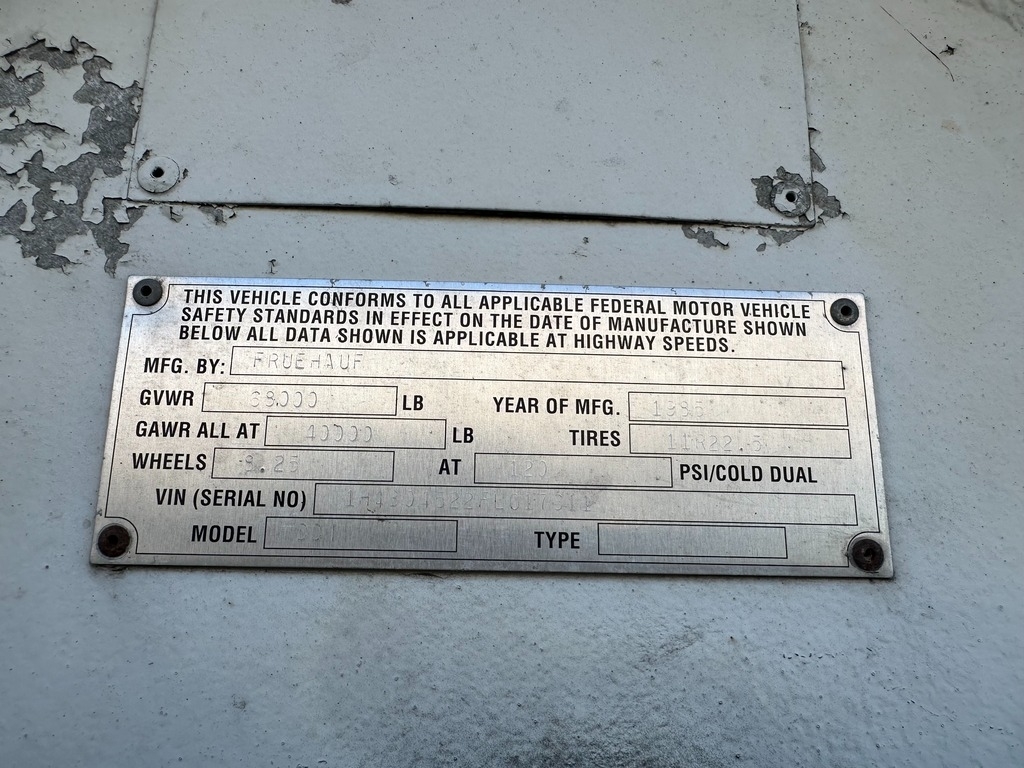 THIS VEHICLE CONFORMS TO ALL APPLICABLE FEDERAL MOTOR VEHICLE
SAFETY STANDARDS IN EFFECT ON THE DATE OF MANUFACTURE SHOWN
BELOW ALL DATA SHOWN IS APPLICABLE AT HIGHWAY SPEEDS.
MFG. BY: FRUEHAUF
GVWR 68000 LB YEAR OF MFG. 1985
GAWR ALL AT 40000 LB TIRES 11R22.5
WHEELS 8.25 AT 120 PSI/COLD DUAL
VIN (SERIAL NO)
MODEL TYPE